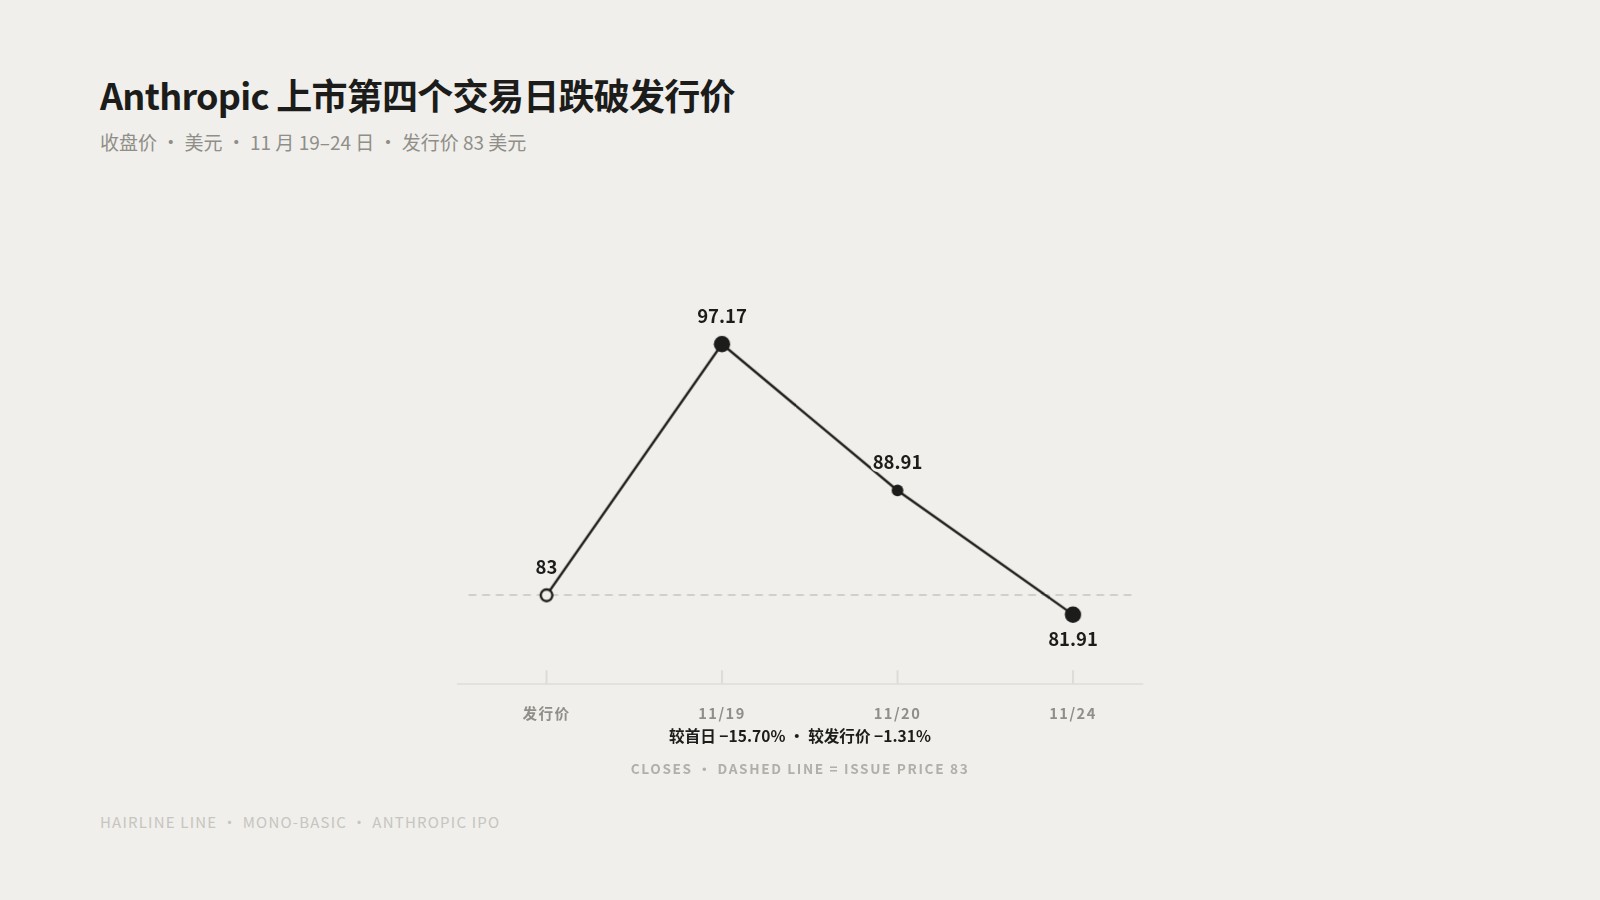 Anthropic 上市第四个交易日跌破发行价
收盘价 · 美元 · 11 月 19–24 日 · 发行价 83 美元
97.17
88.91
83
81.91
发行价
11/19
11/20
11/24
较首日 −15.70% · 较发行价 −1.31%
CLOSES · DASHED LINE = ISSUE PRICE 83
HAIRLINE LINE · MONO-BASIC · ANTHROPIC IPO